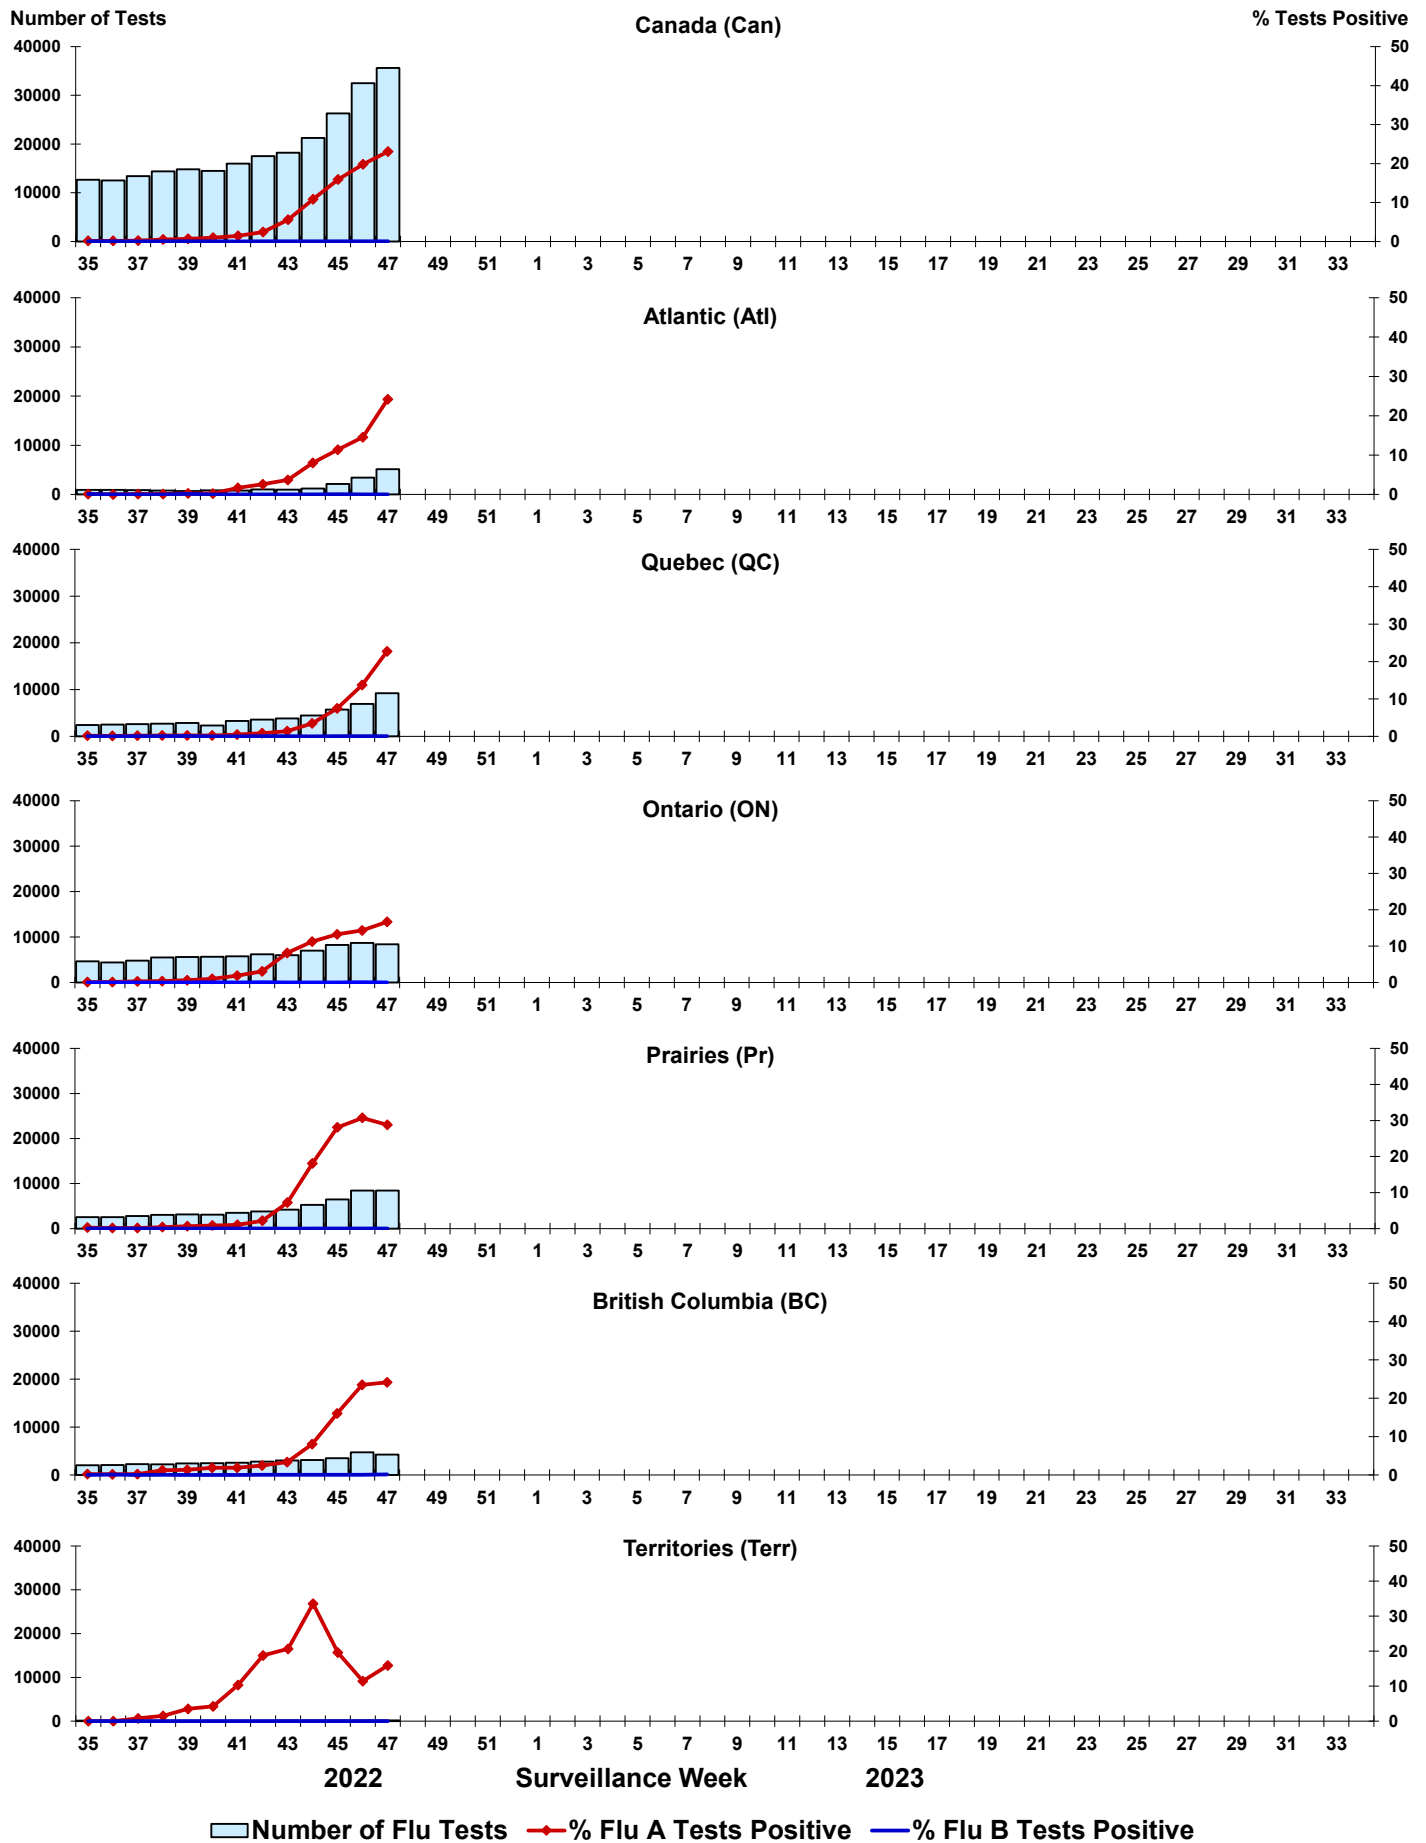 Number of Tests Canada (Can) % Tests Positive
40000 50
30000 40
20000 30
10000 20
0 10
0
35 37 39 41 43 45 47 49 51 1 3 5 7 9 11 13 15 17 19 21 23 25 27 29 31 33
Atlantic (Atl)
40000 50
30000 40
20000 30
10000 20
0 10
0
35 37 39 41 43 45 47 49 51 1 3 5 7 9 11 13 15 17 19 21 23 25 27 29 31 33
Quebec (QC)
40000 50
30000 40
20000 30
10000 20
0 10
0
35 37 39 41 43 45 47 49 51 1 3 5 7 9 11 13 15 17 19 21 23 25 27 29 31 33
Ontario (ON)
40000 50
30000 40
20000 30
10000 20
0 10
0
35 37 39 41 43 45 47 49 51 1 3 5 7 9 11 13 15 17 19 21 23 25 27 29 31 33
Prairies (Pr)
40000 50
30000 40
20000 30
10000 20
0 10
0
35 37 39 41 43 45 47 49 51 1 3 5 7 9 11 13 15 17 19 21 23 25 27 29 31 33
British Columbia (BC)
40000 50
30000 40
20000 30
10000 20
0 10
0
35 37 39 41 43 45 47 49 51 1 3 5 7 9 11 13 15 17 19 21 23 25 27 29 31 33
Territories (Terr)
40000 50
30000 40
20000 30
10000 20
0 10
0
35 37 39 41 43 45 47 49 51 1 3 5 7 9 11 13 15 17 19 21 23 25 27 29 31 33
2022 Surveillance Week 2023
Number of Flu Tests % Flu A Tests Positive % Flu B Tests Positive